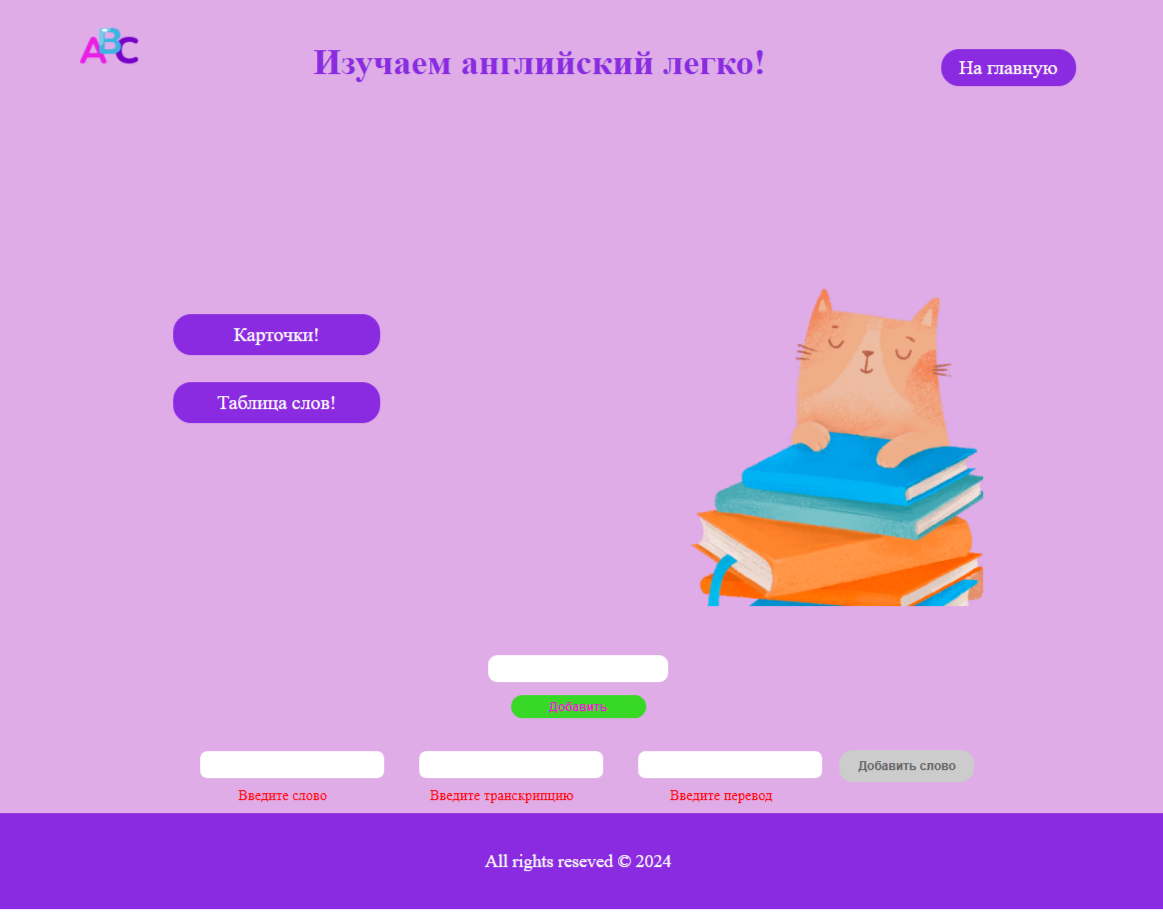 ABC
Изучаем английский легко!
На главную
Карточки!
Таблица слов!
Добавить
Добавить слово
Введите слово
Введите транскрипцию
Введите перевод
All rights reseved © 2024